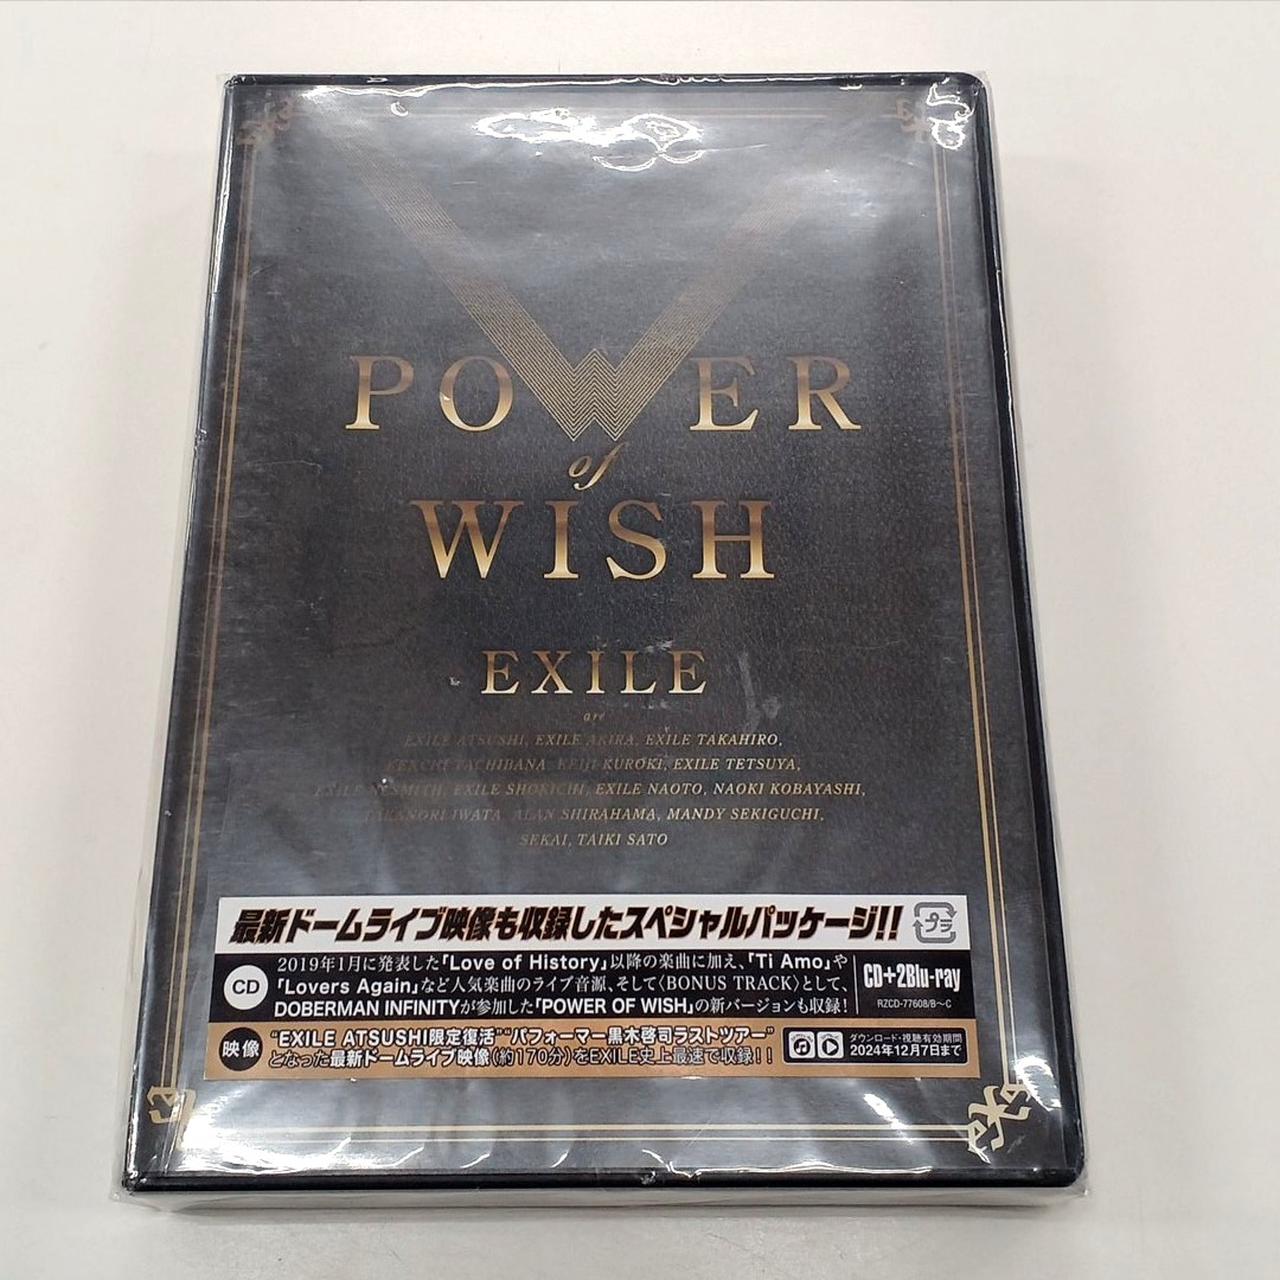 POWER
of
WISH
EXILE
are
EXILE ATSUSHI, EXILE AKIRA, EXILE TAKAHIRO,
KENCHI TACHIBANA, KEIJI KUROKI, EXILE TETSUYA,
EXILE NESMITH, EXILE SHOKICHI, EXILE NAOTO, NAOKI KOBAYASHI,
TAKANORI IWATA, ALAN SHIRAHAMA, MANDY SEKIGUCHI,
SEKAI, TAIKI SATO
最新ドームライブ映像も収録したスペシャルパッケージ!!
プラ
CD
2019年1月に発表した「Love of History」以降の楽曲に加え、「Ti Amo」や
「Lovers Again」など人気楽曲のライブ音源、そして〈BONUS TRACK〉として、
DOBERMAN INFINITYが参加した「POWER OF WISH」の新バージョンも収録!
CD+2Blu-ray
RZCD-77608/B~C
映像
“EXILE ATSUSHI限定復活”“パフォーマー黒木啓司ラストツアー”
となった最新ドームライブ映像(約170分)をEXILE史上最速で収録!!
ダウンロード・視聴有効期間
2024年12月7日まで